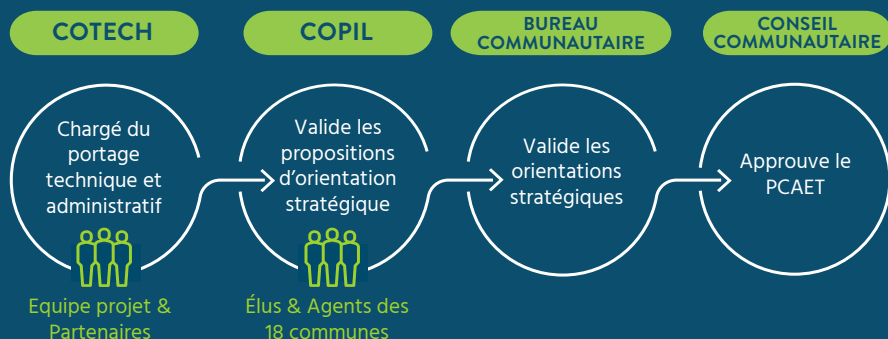 COTECH
Chargé du
portage
technique et
administratif
Equipe projet &
Partenaires
COPIL
Valide les
propositions
d'orientation
stratégique
Élus & Agents des
18 communes
BUREAU
COMMUNAUTAIRE
Valide les
orientations
stratégiques
CONSEIL
COMMUNAUTAIRE
Approuve le
PCAET